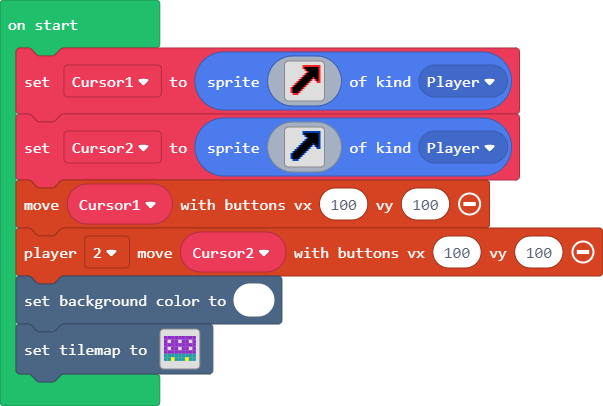 on start
set Cursor1 to sprite of kind Player
set Cursor2 to sprite of kind Player
move Cursor1 with buttons vx 100 vy 100
player 2 move Cursor2 with buttons vx 100 vy 100
set background color to
set tilemap to